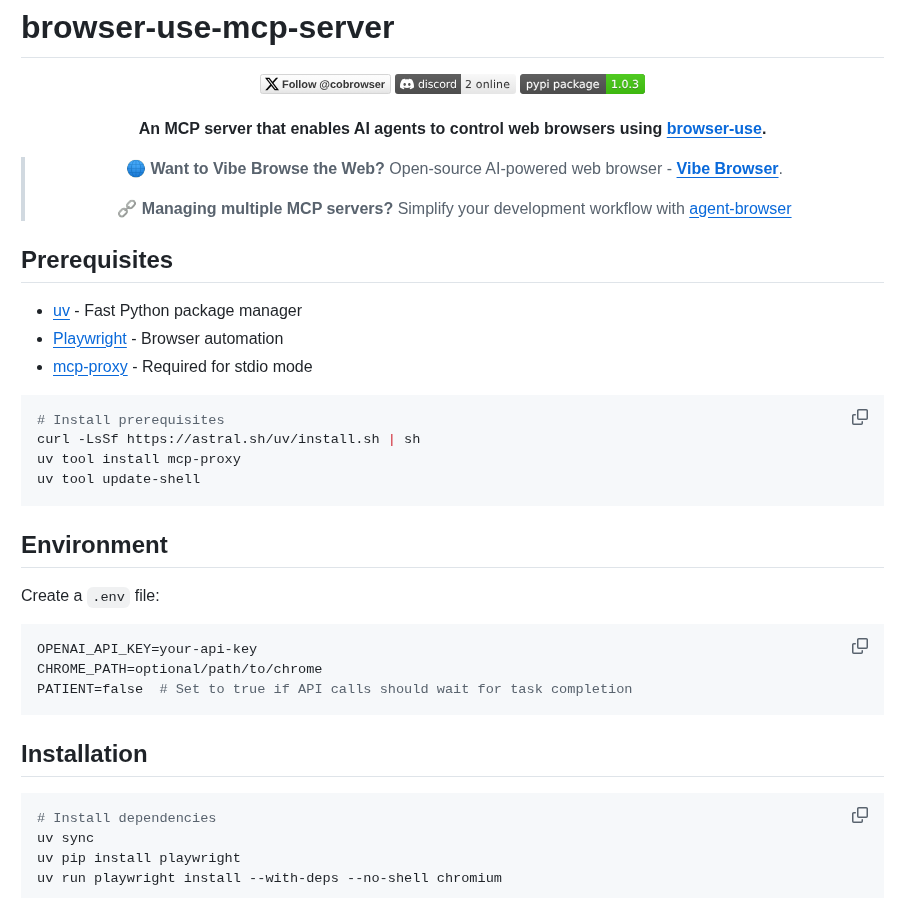 browser-use-mcp-server
Follow @cobrowser discord 2 online pypi package 1.0.3
An MCP server that enables AI agents to control web browsers using browser-use.
Want to Vibe Browse the Web? Open-source AI-powered web browser - Vibe Browser.
Managing multiple MCP servers? Simplify your development workflow with agent-browser
Prerequisites
• uv - Fast Python package manager
• Playwright - Browser automation
• mcp-proxy - Required for stdio mode
# Install prerequisites
curl -LsSf https://astral.sh/uv/install.sh | sh
uv tool install mcp-proxy
uv tool update-shell
Environment
Create a .env file:
OPENAI_API_KEY=your-api-key
CHROME_PATH=optional/path/to/chrome
PATIENT=false  # Set to true if API calls should wait for task completion
Installation
# Install dependencies
uv sync
uv pip install playwright
uv run playwright install --with-deps --no-shell chromium